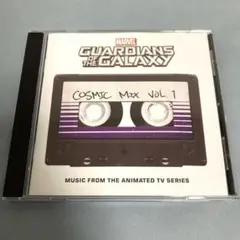 MARVEL
GUARDIANS
OF THE GALAXY
COSMIC MIX VOL 1
MUSIC FROM THE ANIMATED TV SERIES